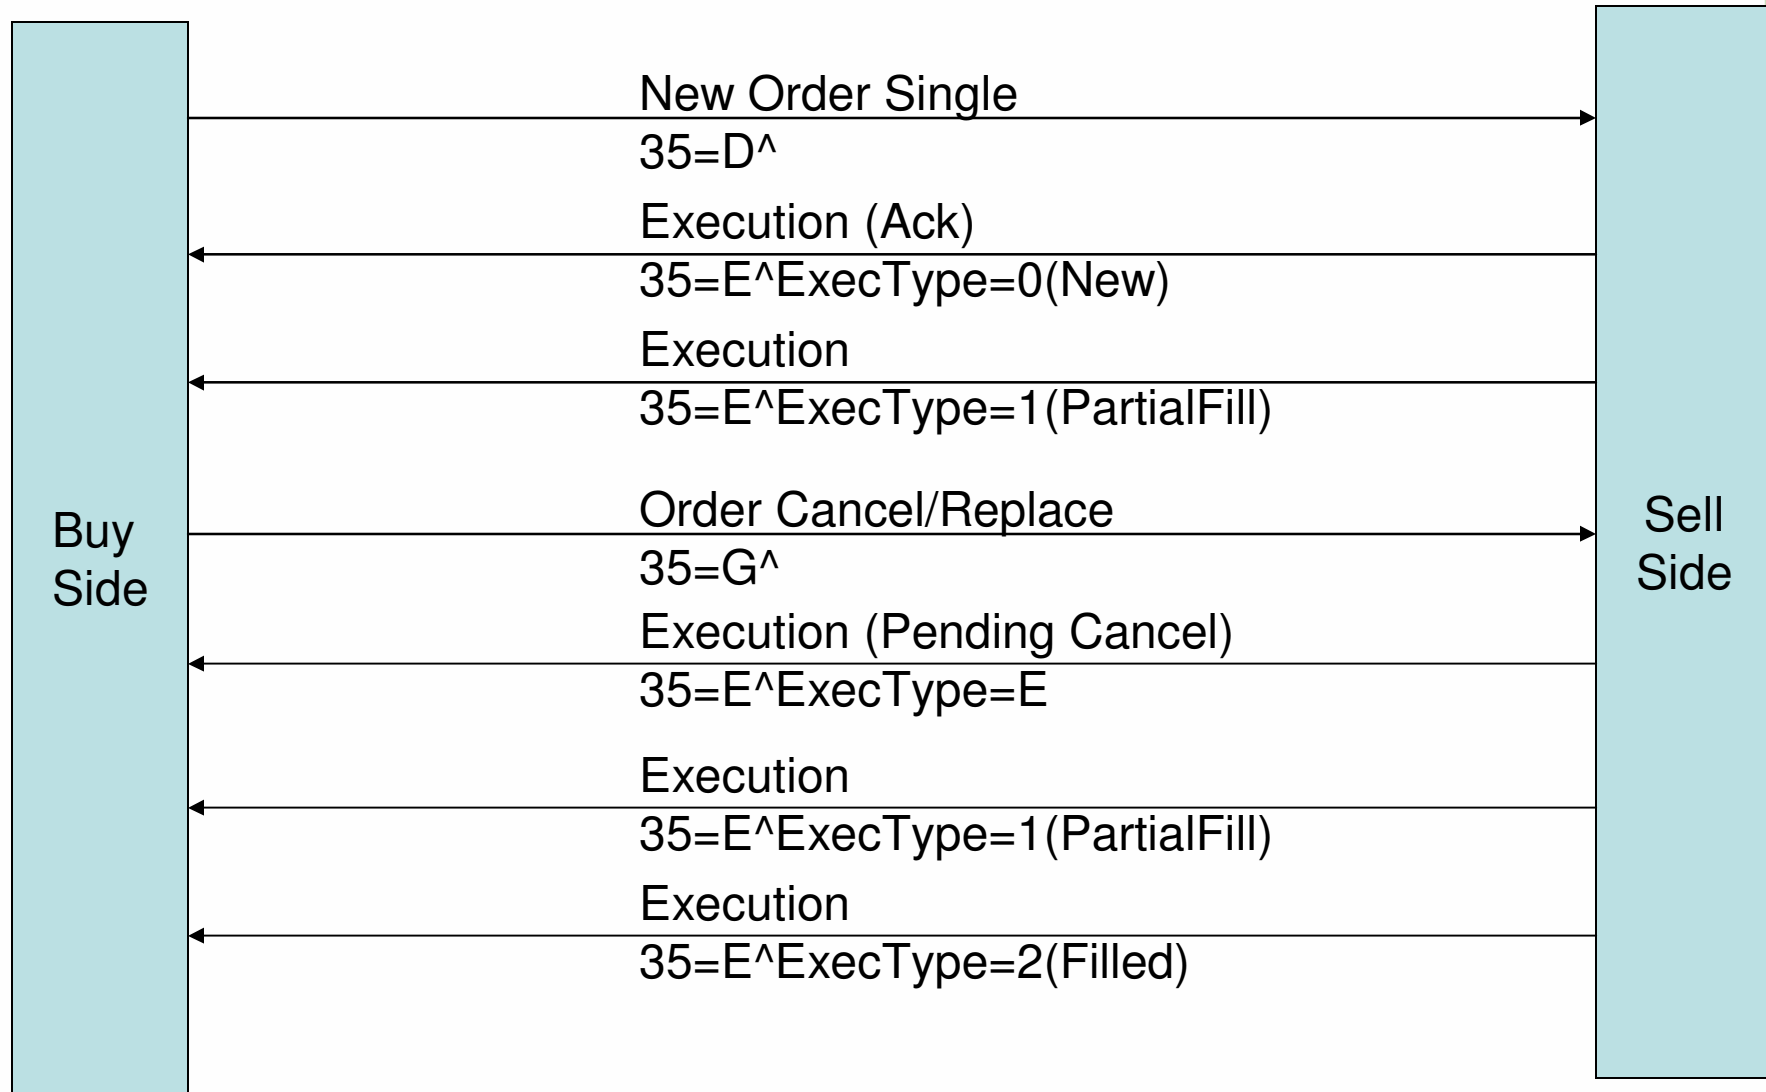 New Order Single
35=D^
Execution (Ack)
35=E^ExecType=0(New)
Execution
35=E^ExecType=1(PartialFill)
Buy
Side
Order Cancel/Replace
35=G^
Sell
Side
Execution (Pending Cancel)
35=E^ExecType=E
Execution
35=E^ExecType=1(PartialFill)
Execution
35=E^ExecType=2(Filled)